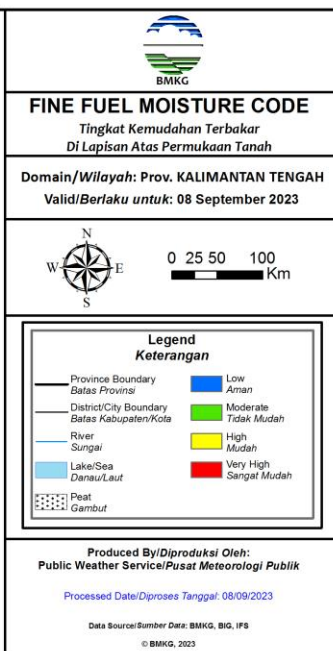 BMKG
FINE FUEL MOISTURE CODE
Tingkat Kemudahan Terbakar
Di Lapisan Atas Permukaan Tanah
Domain/Wilayah: Prov. KALIMANTAN TENGAH
Valid/Berlaku untuk: 08 September 2023
N
W E
S
0 25 50 100
Km
Legend
Keterangan
Province Boundary
Batas Provinsi
District/City Boundary
Batas Kabupaten/Kota
River
Sungai
Lake/Sea
Danau/Laut
Peat
Gambut
Low
Aman
Moderate
Tidak Mudah
High
Mudah
Very High
Sangat Mudah
Produced By/Diproduksi Oleh:
Public Weather Service/Pusat Meteorologi Publik
Processed Date/Diproses Tanggal: 08/09/2023
Data Source/Sumber Data: BMKG, BIG, IFS
© BMKG, 2023